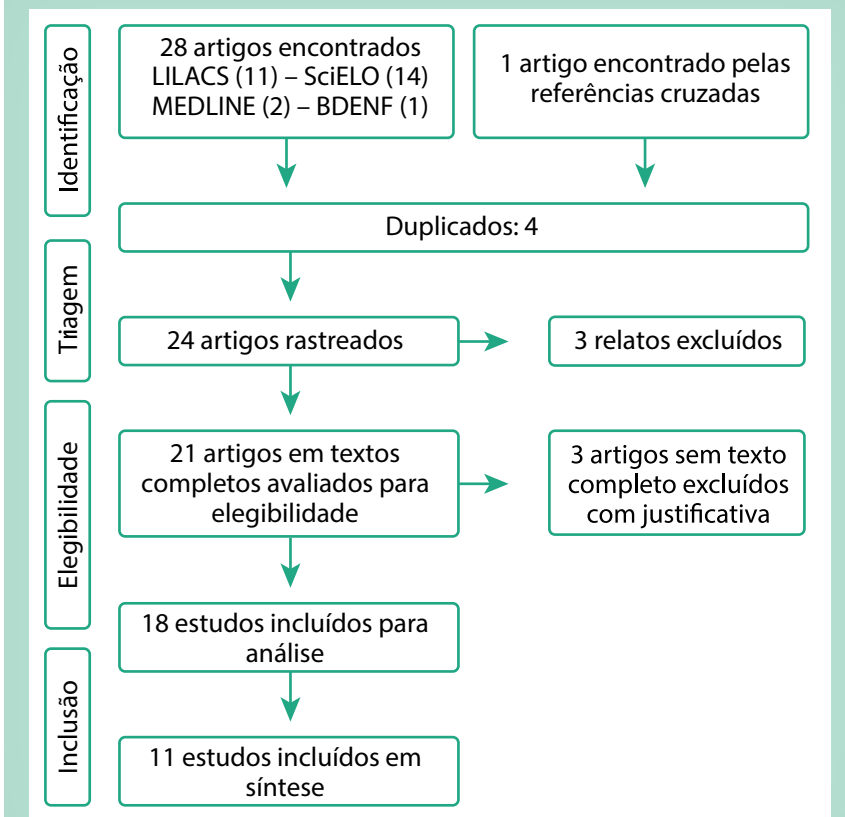 Identificação
28 artigos encontrados
LILACS (11) – SciELO (14)
MEDLINE (2) – BDENF (1)
1 artigo encontrado pelas
referências cruzadas
Duplicados: 4
Triagem
24 artigos rastreados
3 relatos excluídos
Elegibilidade
21 artigos em textos
completos avaliados para
elegibilidade
3 artigos sem texto
completo excluídos
com justificativa
18 estudos incluídos para
análise
Inclusão
11 estudos incluídos em
síntese